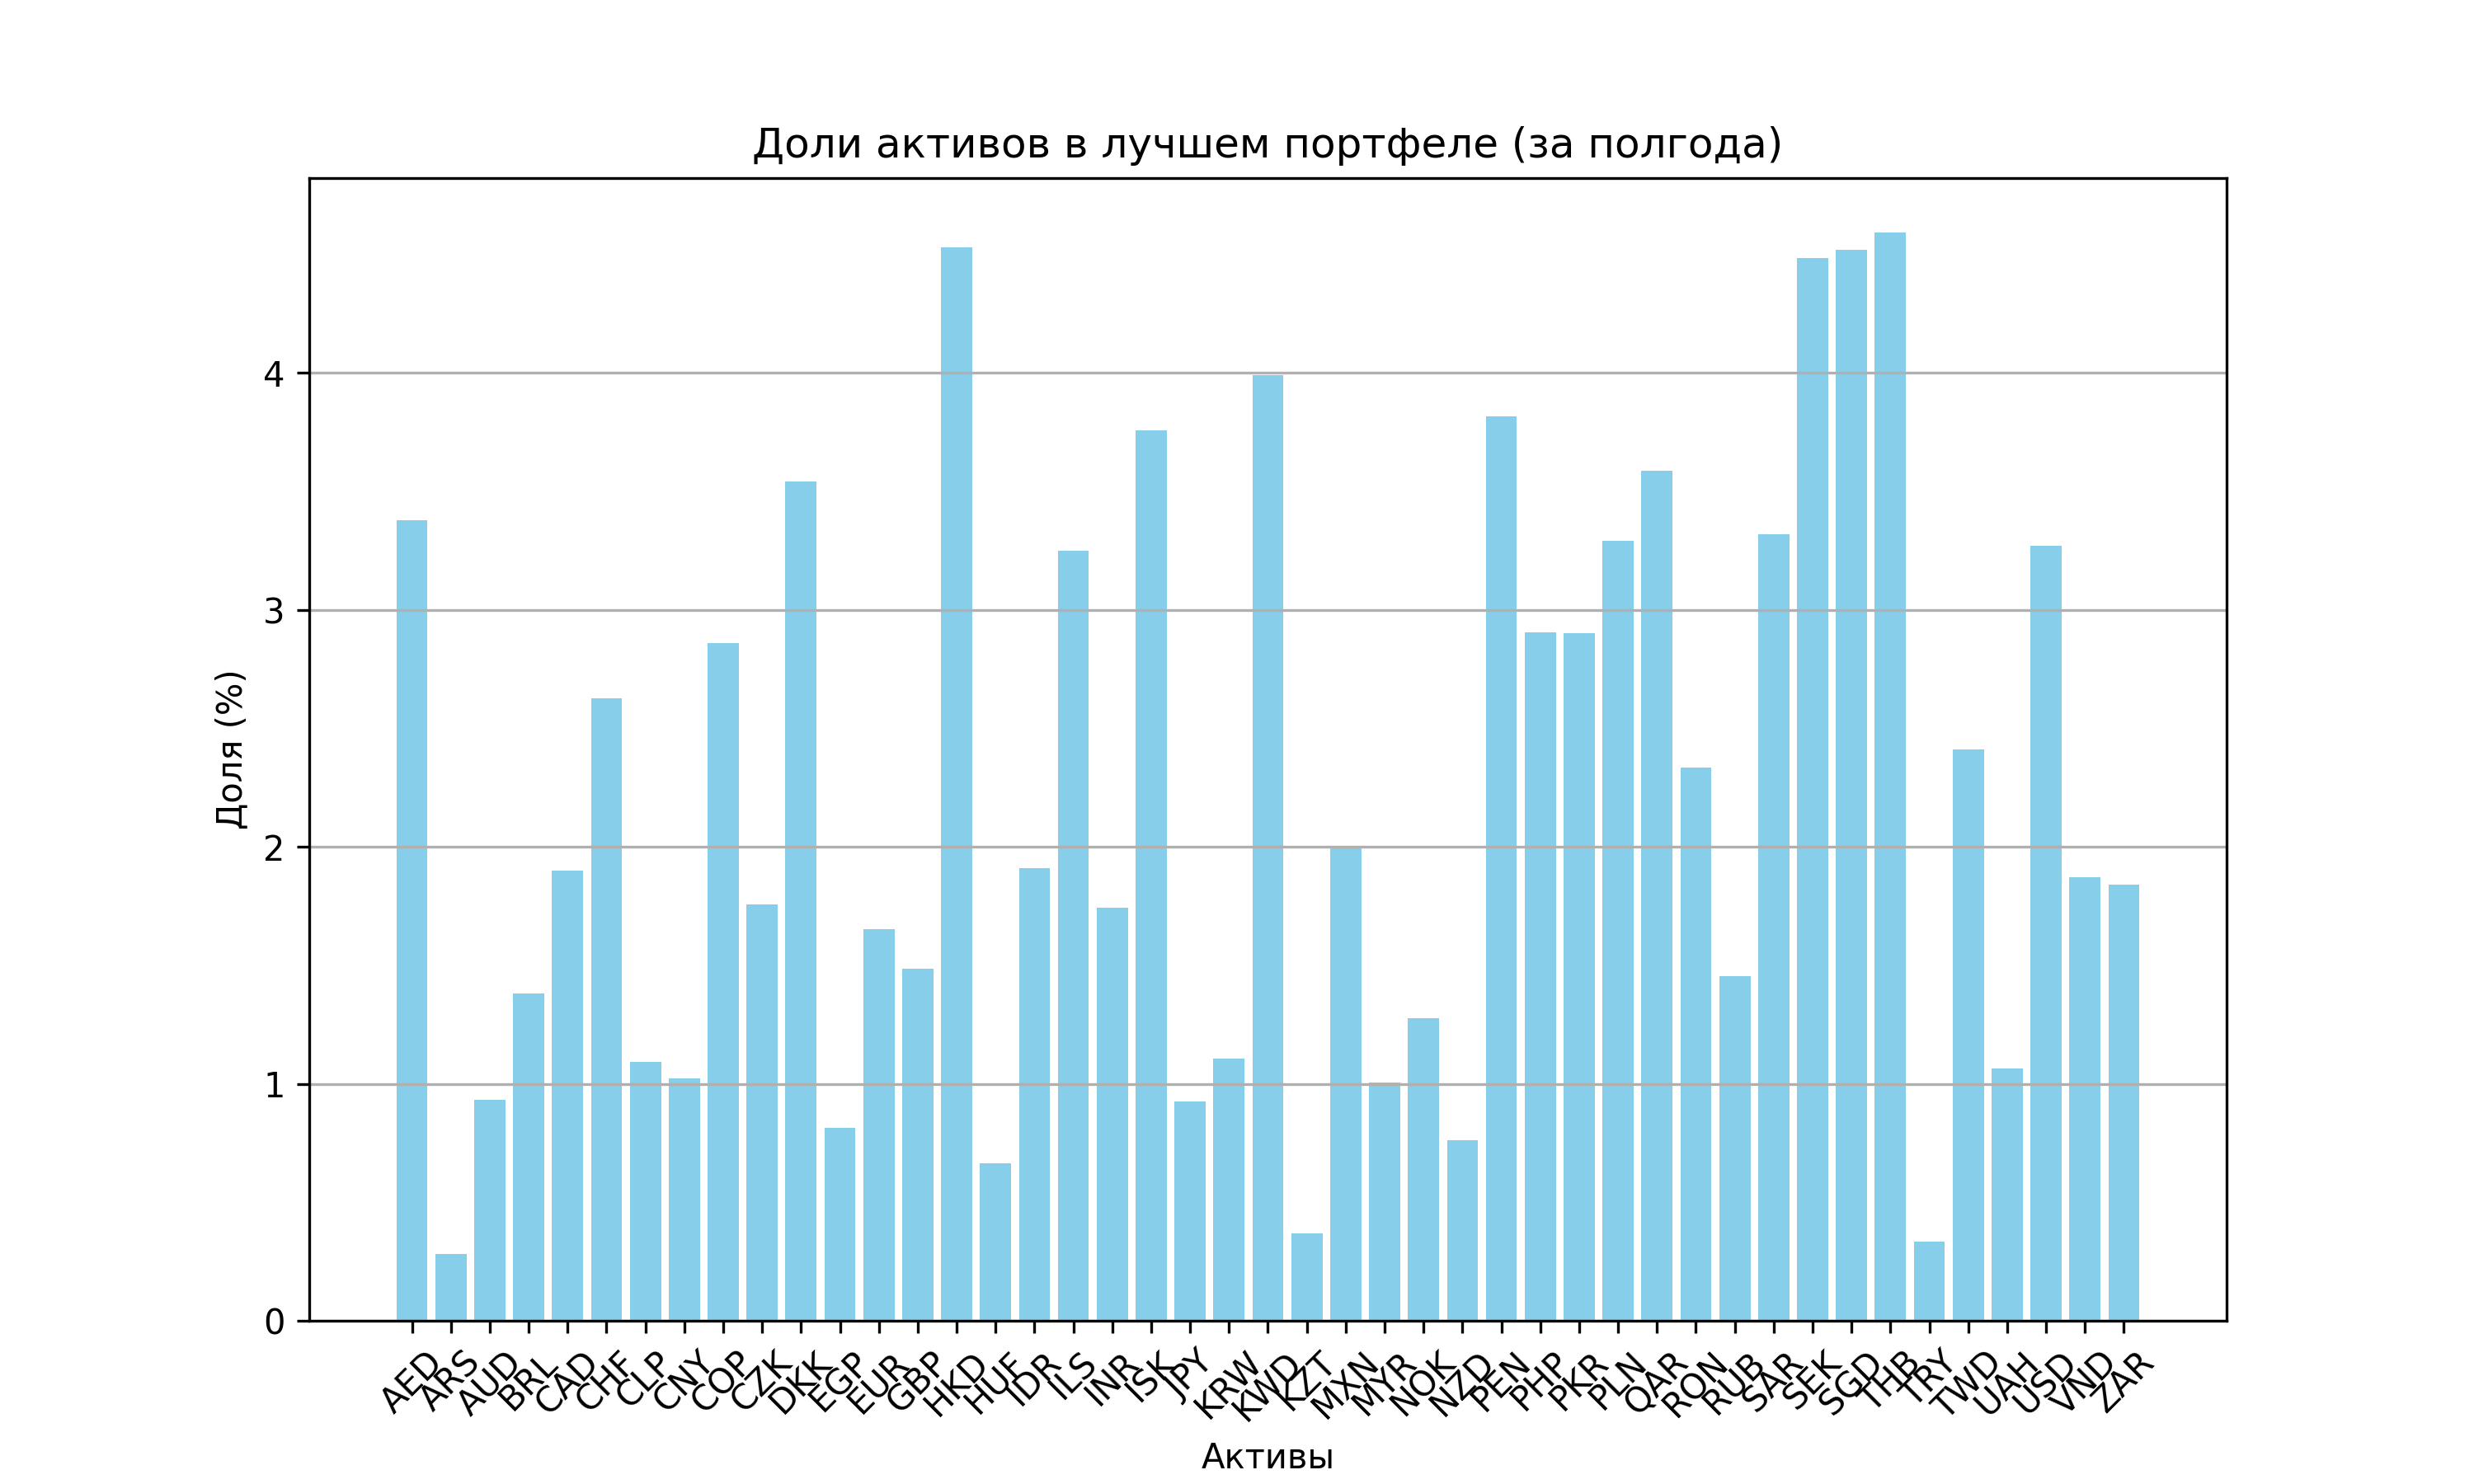 Доли активов в лучшем портфеле (за полгода)
Доля (%)
4
3
2
1
0
AED ARS AUD BRL CAD CHF CLP CNY COP CZK DKK EGP EUR GBP HKD HUF IDR ILS INR ISK JPY KRW KWD KZT MXN MYR NOK NZD PEN PHP PKR PLN QAR RON RUB SAR SEK SGD THB TRY TWD UAH USD VND ZAR
Активы